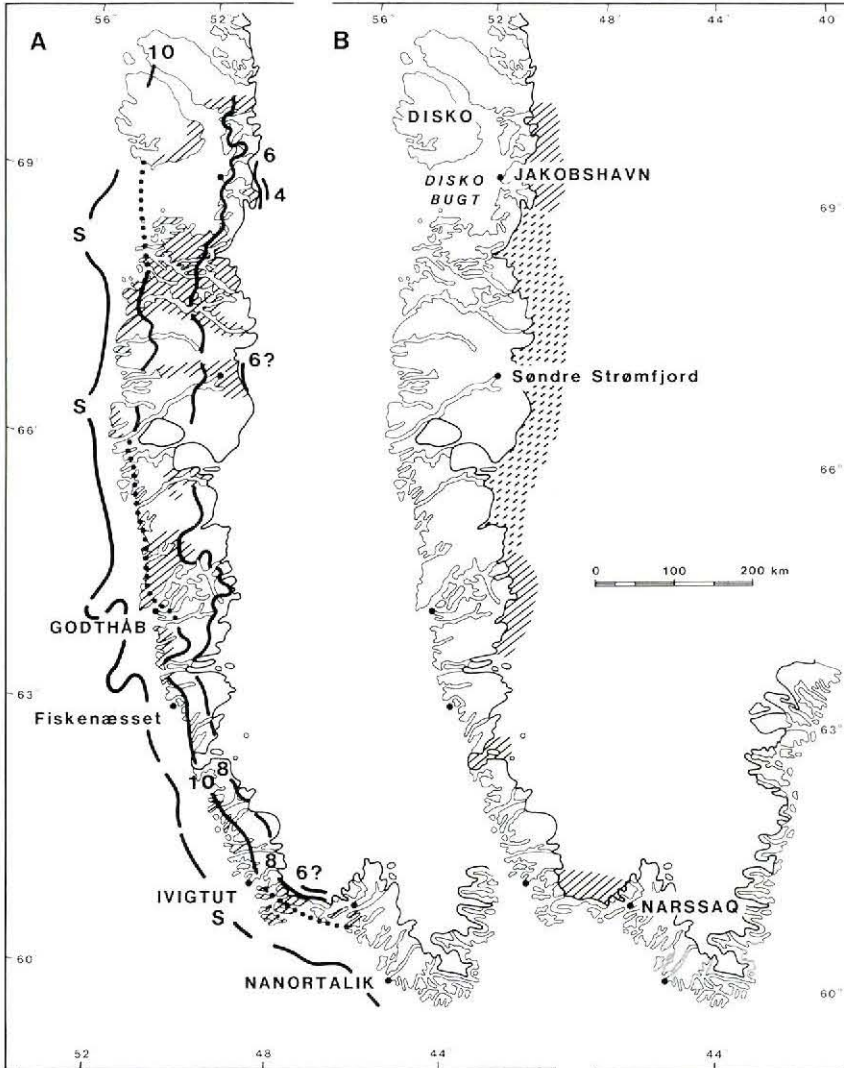 56° 52° 48° 44° 40°
A
B
10
DISKO
69°
6
4
DISKO
BUGT
JAKOBSHAVN
69°
S
6?
Søndre Strømfjord
S
66°
66°
0 100 200 km
GODTHÅB
63
Fiskenæsset
63°
10
8
8
6?
IVIGTUT
S
NARSSAQ
60
NANORTALIK
60°
52 48 44 44